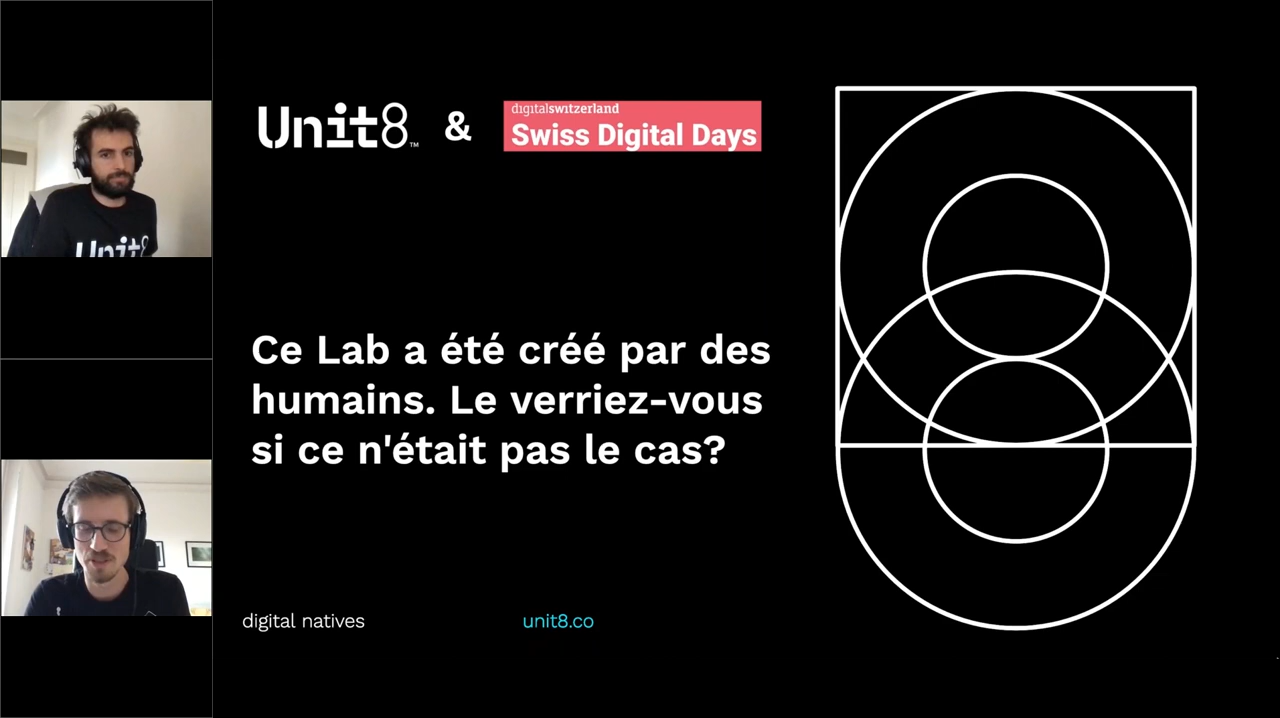 Unit8™ & digitalswitzerland
Swiss Digital Days
Ce Lab a été créé par des
humains. Le verriez-vous
si ce n'était pas le cas?
digital natives
unit8.co
Unit8